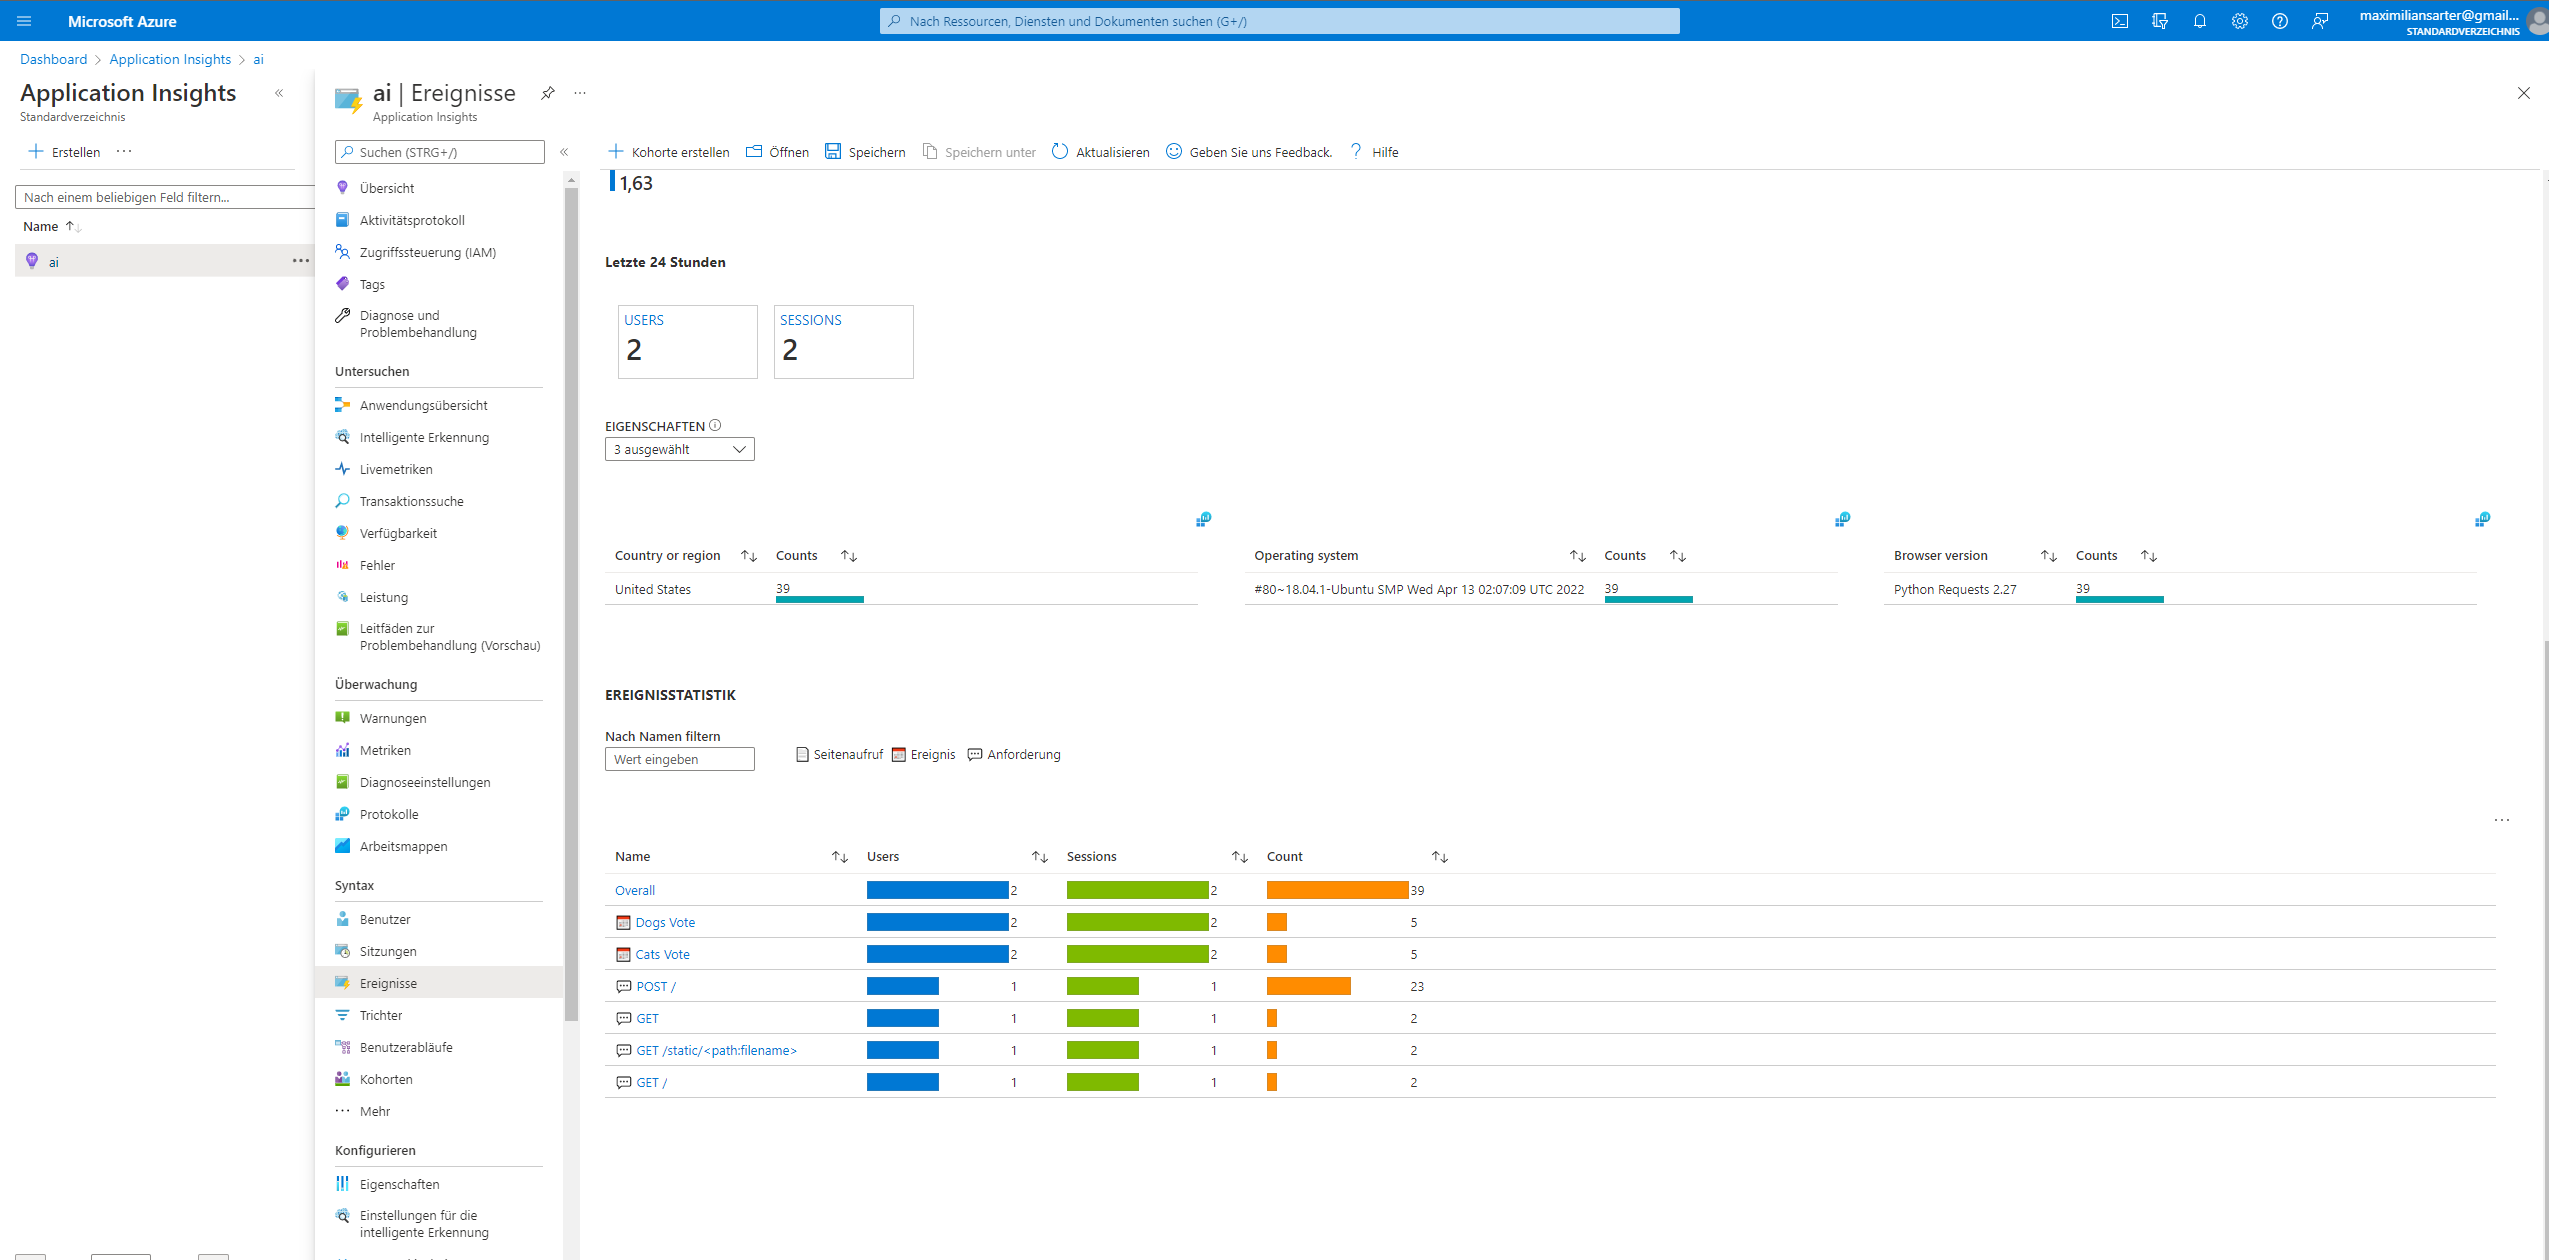 Microsoft Azure
Nach Ressourcen, Diensten und Dokumenten suchen (G+/)
maximiliansarter@gmail...
STANDARDVERZEICHNIS
Dashboard > Application Insights > ai
Application Insights
Standardverzeichnis
Erstellen
Nach einem beliebigen Feld filtern...
Name
ai
ai | Ereignisse
Application Insights
Suchen (STRG+/)
Übersicht
Aktivitätsprotokoll
Zugriffssteuerung (IAM)
Tags
Diagnose und
Problembehandlung
Untersuchen
Anwendungsübersicht
Intelligente Erkennung
Livemetriken
Transaktionssuche
Verfügbarkeit
Fehler
Leistung
Leitfäden zur
Problembehandlung (Vorschau)
Überwachung
Warnungen
Metriken
Diagnoseeinstellungen
Protokolle
Arbeitsmappen
Syntax
Benutzer
Sitzungen
Ereignisse
Trichter
Benutzerabläufe
Kohorten
Mehr
Konfigurieren
Eigenschaften
Einstellungen für die
intelligente Erkennung
Kohorte erstellen Öffnen Speichern Speichern unter Aktualisieren Geben Sie uns Feedback. Hilfe
1,63
Letzte 24 Stunden
USERS
2
SESSIONS
2
EIGENSCHAFTEN
3 ausgewählt
Country or region Counts
United States 39
Operating system Counts
#80~18.04.1-Ubuntu SMP Wed Apr 13 02:07:09 UTC 2022 39
Browser version Counts
Python Requests 2.27 39
EREIGNISSTATISTIK
Nach Namen filtern
Wert eingeben
Seitenaufruf Ereignis Anforderung
Name Users Sessions Count
Overall 2 2 39
Dogs Vote 2 2 5
Cats Vote 2 2 5
POST / 1 1 23
GET 1 1 2
GET /static/<path:filename> 1 1 2
GET / 1 1 2